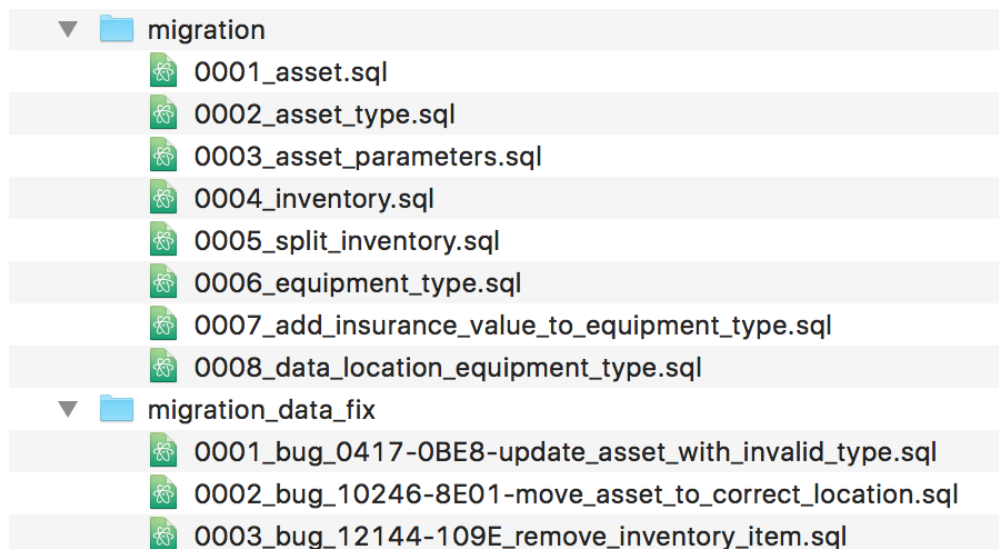 migration
0001_asset.sql
0002_asset_type.sql
0003_asset_parameters.sql
0004_inventory.sql
0005_split_inventory.sql
0006_equipment_type.sql
0007_add_insurance_value_to_equipment_type.sql
0008_data_location_equipment_type.sql
migration_data_fix
0001_bug_0417-0BE8-update_asset_with_invalid_type.sql
0002_bug_10246-8E01-move_asset_to_correct_location.sql
0003_bug_12144-109E_remove_inventory_item.sql